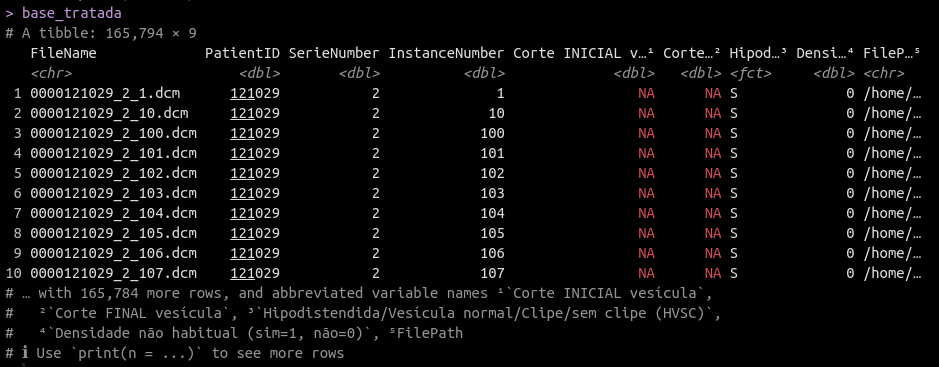 > base_tratada
# A tibble: 165,794 × 9
   FileName           PatientID SerieNumber InstanceNumber Corte INICIAL v…¹ Corte…² Hipod…³ Densi…⁴ FileP…⁵
   <chr>                  <dbl>       <dbl>          <dbl>             <dbl>   <dbl> <fct>     <dbl> <chr>
 1 0000121029_2_1.dcm    121029           2              1                NA      NA S             0 /home/…
 2 0000121029_2_10.dcm   121029           2             10                NA      NA S             0 /home/…
 3 0000121029_2_100.dcm  121029           2            100                NA      NA S             0 /home/…
 4 0000121029_2_101.dcm  121029           2            101                NA      NA S             0 /home/…
 5 0000121029_2_102.dcm  121029           2            102                NA      NA S             0 /home/…
 6 0000121029_2_103.dcm  121029           2            103                NA      NA S             0 /home/…
 7 0000121029_2_104.dcm  121029           2            104                NA      NA S             0 /home/…
 8 0000121029_2_105.dcm  121029           2            105                NA      NA S             0 /home/…
 9 0000121029_2_106.dcm  121029           2            106                NA      NA S             0 /home/…
10 0000121029_2_107.dcm  121029           2            107                NA      NA S             0 /home/…
# … with 165,784 more rows, and abbreviated variable names ¹`Corte INICIAL vesícula`,
#   ²`Corte FINAL vesícula`, ³`Hipodistendida/Vesícula normal/Clipe/sem clipe (HVSC)`,
#   ⁴`Densidade não habitual (sim=1, não=0)`, ⁵FilePath
# ℹ Use `print(n = ...)` to see more rows